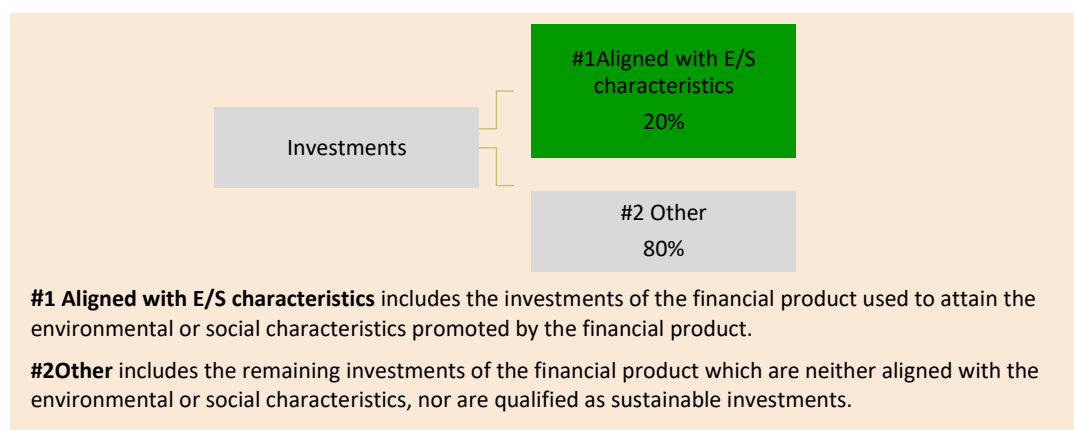 #1Aligned with E/S
characteristics
20%
Investments
#2 Other
80%
#1 Aligned with E/S characteristics includes the investments of the financial product used to attain the
environmental or social characteristics promoted by the financial product.
#2Other includes the remaining investments of the financial product which are neither aligned with the
environmental or social characteristics, nor are qualified as sustainable investments.